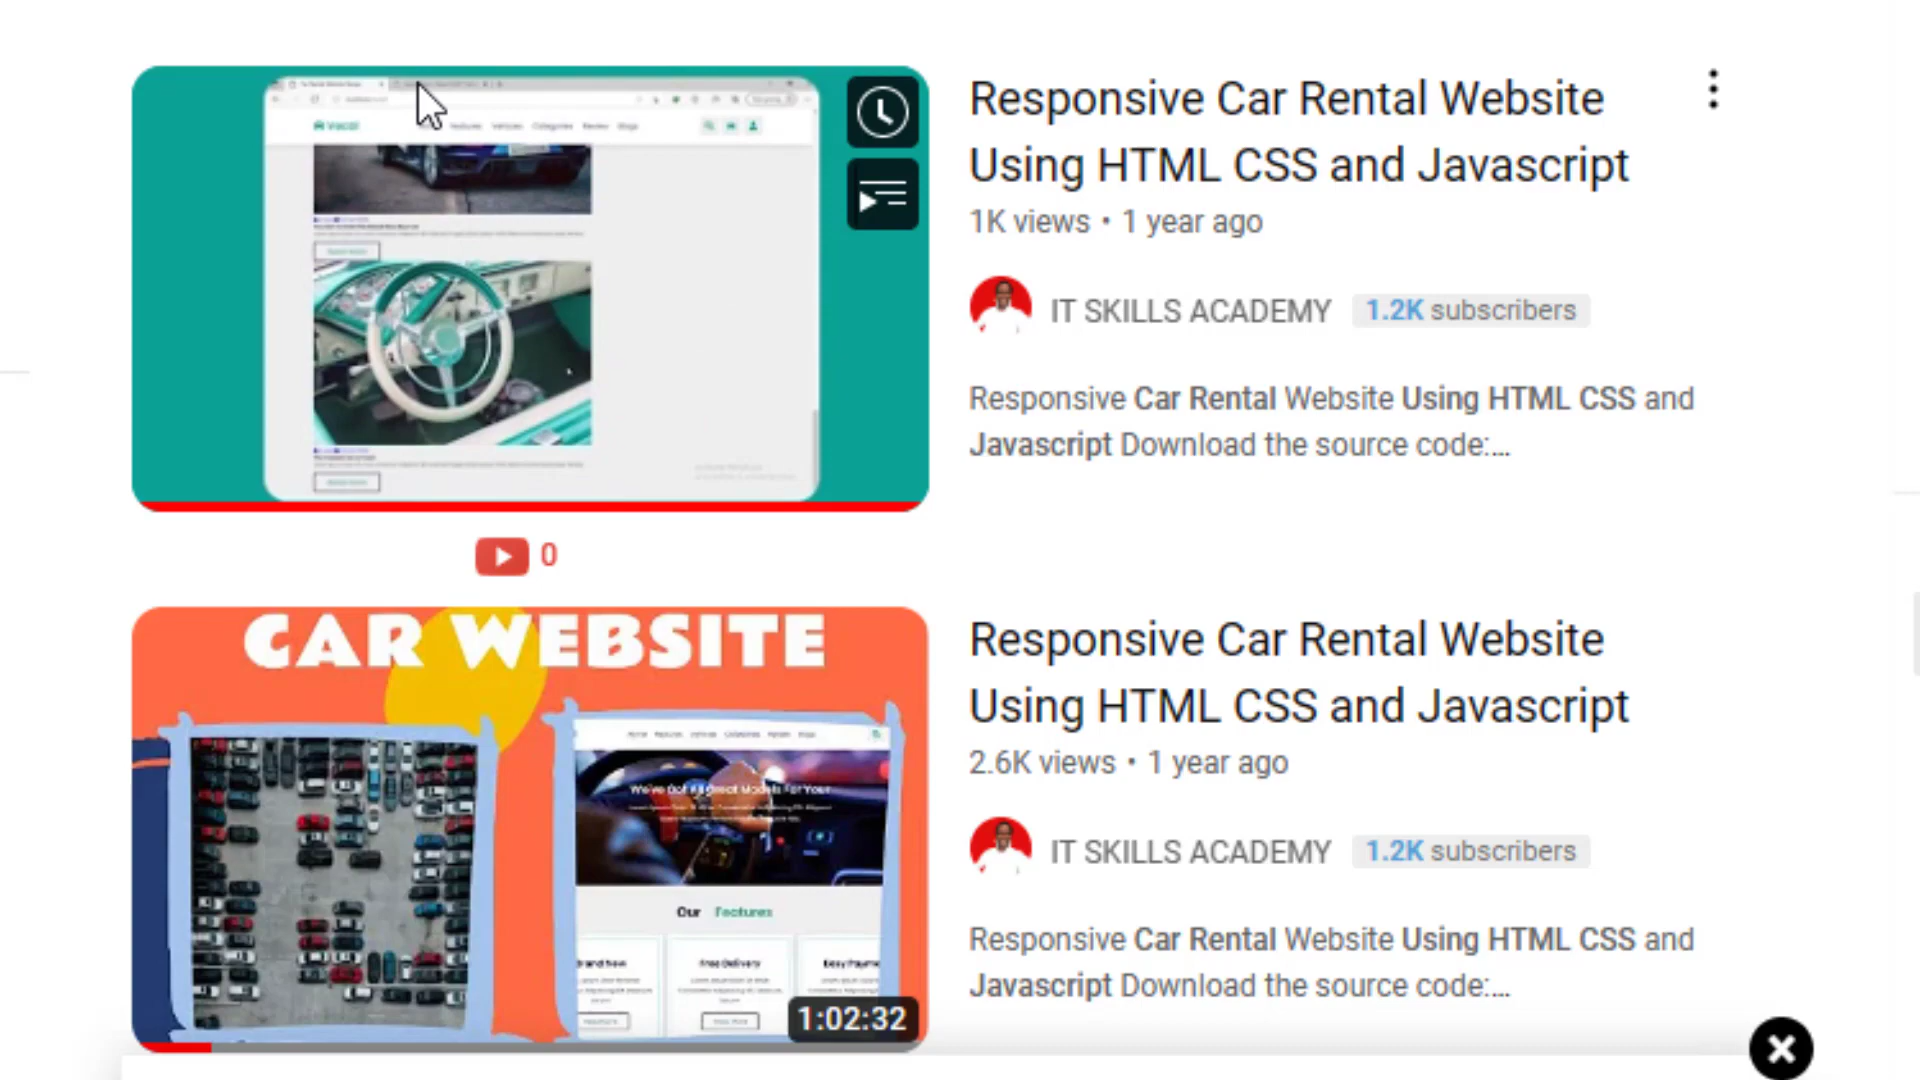 Responsive Car Rental Website
Using HTML CSS and Javascript
1K views • 1 year ago
IT SKILLS ACADEMY 1.2K subscribers
Responsive Car Rental Website Using HTML CSS and
Javascript Download the source code:...
0
CAR WEBSITE
Our Features
Free Delivery
1:02:32
Responsive Car Rental Website
Using HTML CSS and Javascript
2.6K views • 1 year ago
IT SKILLS ACADEMY 1.2K subscribers
Responsive Car Rental Website Using HTML CSS and
Javascript Download the source code:...